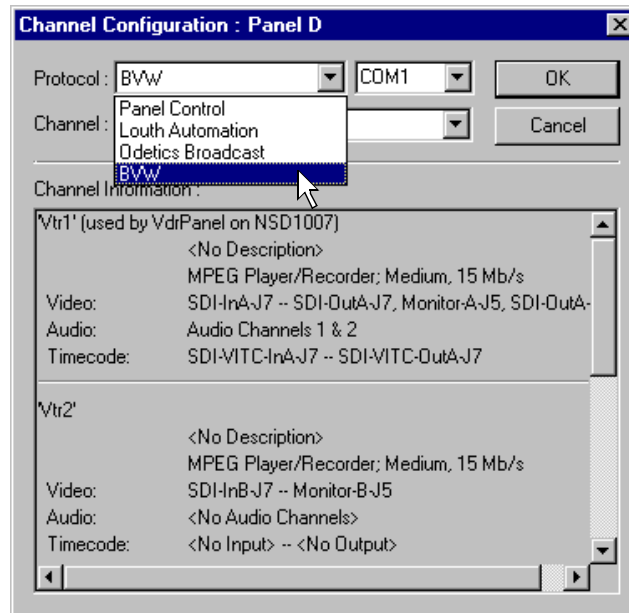 Channel Configuration : Panel D
Protocol : BVW COM1 OK
Panel Control
Louth Automation
Odetics Broadcast
BVW
Channel : Cancel
Channel Information :
'Vtr1' (used by VdrPanel on NSD1007)
<No Description>
MPEG Player/Recorder; Medium, 15 Mb/s
Video: SDI-InA-J7 -- SDI-OutA-J7, Monitor-A-J5, SDI-OutA-
Audio: Audio Channels 1 & 2
Timecode: SDI-VITC-InA-J7 -- SDI-VITC-OutA-J7
'Vtr2'
<No Description>
MPEG Player/Recorder; Medium, 15 Mb/s
Video: SDI-InB-J7 -- Monitor-B-J5
Audio: <No Audio Channels>
Timecode: <No Input> -- <No Output>